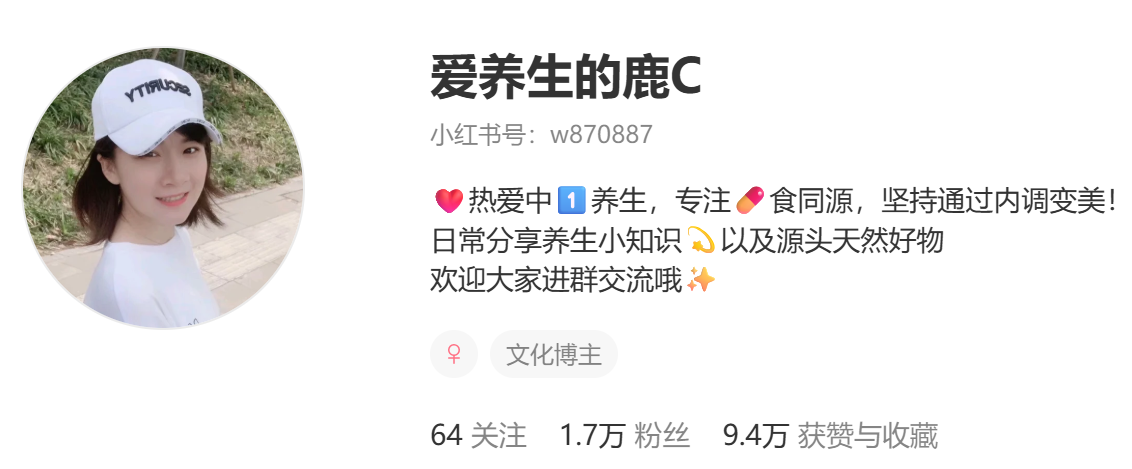 SECURITY
爱养生的鹿C
小红书号：w870887
❤️热爱中1️⃣养生，专注💊食同源，坚持通过内调变美！
日常分享养生小知识💫以及源头天然好物
欢迎大家进群交流哦✨
♀ 文化博主
64 关注 1.7万 粉丝 9.4万 获赞与收藏